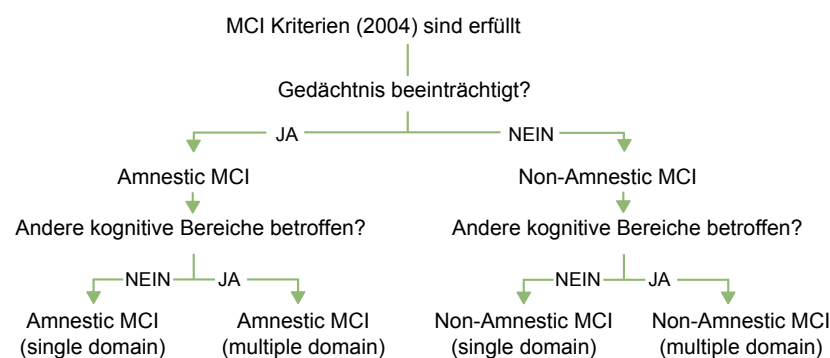 MCI Kriterien (2004) sind erfüllt
Gedächtnis beeinträchtigt?
JA
NEIN
Amnestic MCI
Non-Amnestic MCI
Andere kognitive Bereiche betroffen?
Andere kognitive Bereiche betroffen?
NEIN
JA
NEIN
JA
Amnestic MCI
(single domain)
Amnestic MCI
(multiple domain)
Non-Amnestic MCI
(single domain)
Non-Amnestic MCI
(multiple domain)